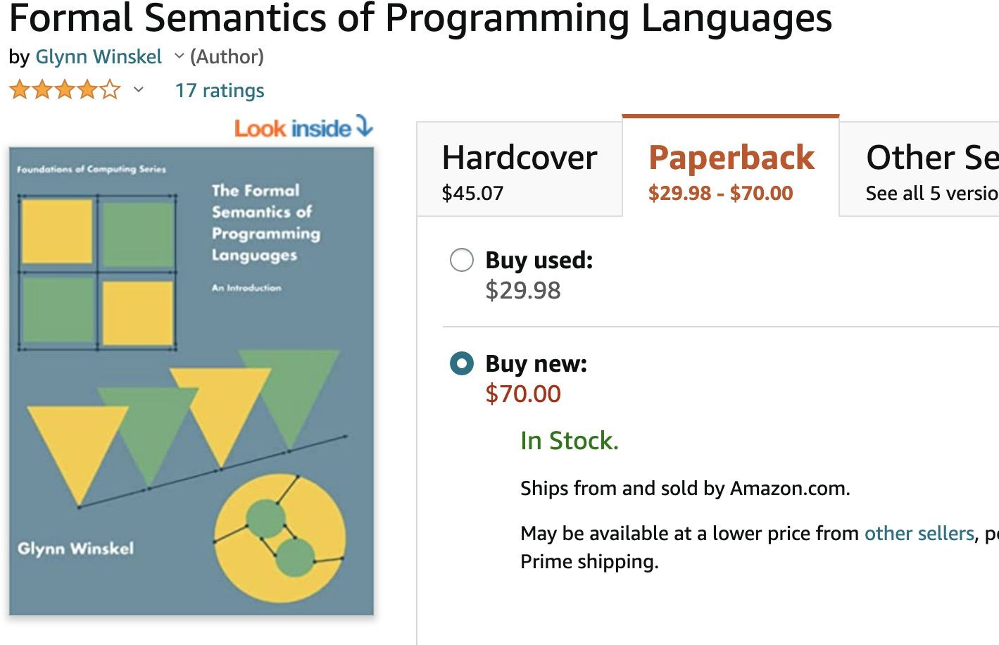 Formal Semantics of Programming Languages
by Glynn Winskel (Author)
17 ratings
Look inside
Foundations of Computing Series
The Formal
Semantics of
Programming
Languages
An Introduction
Glynn Winskel
Hardcover
$45.07
Paperback
$29.98 - $70.00
Other Se
See all 5 versio
Buy used:
$29.98
Buy new:
$70.00
In Stock.
Ships from and sold by Amazon.com.
May be available at a lower price from other sellers, p
Prime shipping.